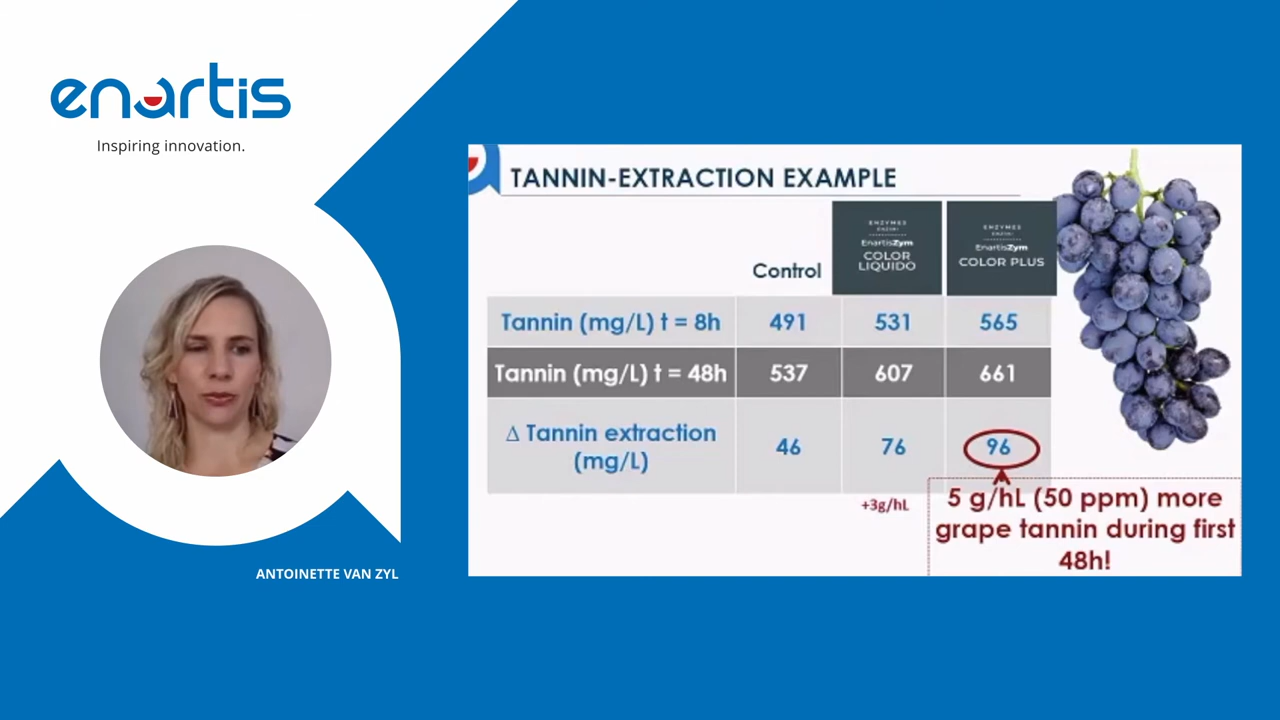 enartis
Inspiring innovation.
ANTOINETTE VAN ZYL
TANNIN-EXTRACTION EXAMPLE
Control
ENZYMES
EnartisZym
COLOR
LIQUIDO
ENZYMES
EnartisZym
COLOR PLUS
Tannin (mg/L) t = 8h 491 531 565
Tannin (mg/L) t = 48h 537 607 661
Δ Tannin extraction
(mg/L) 46 76 96
+3g/hL
5 g/hL (50 ppm) more
grape tannin during first
48h!